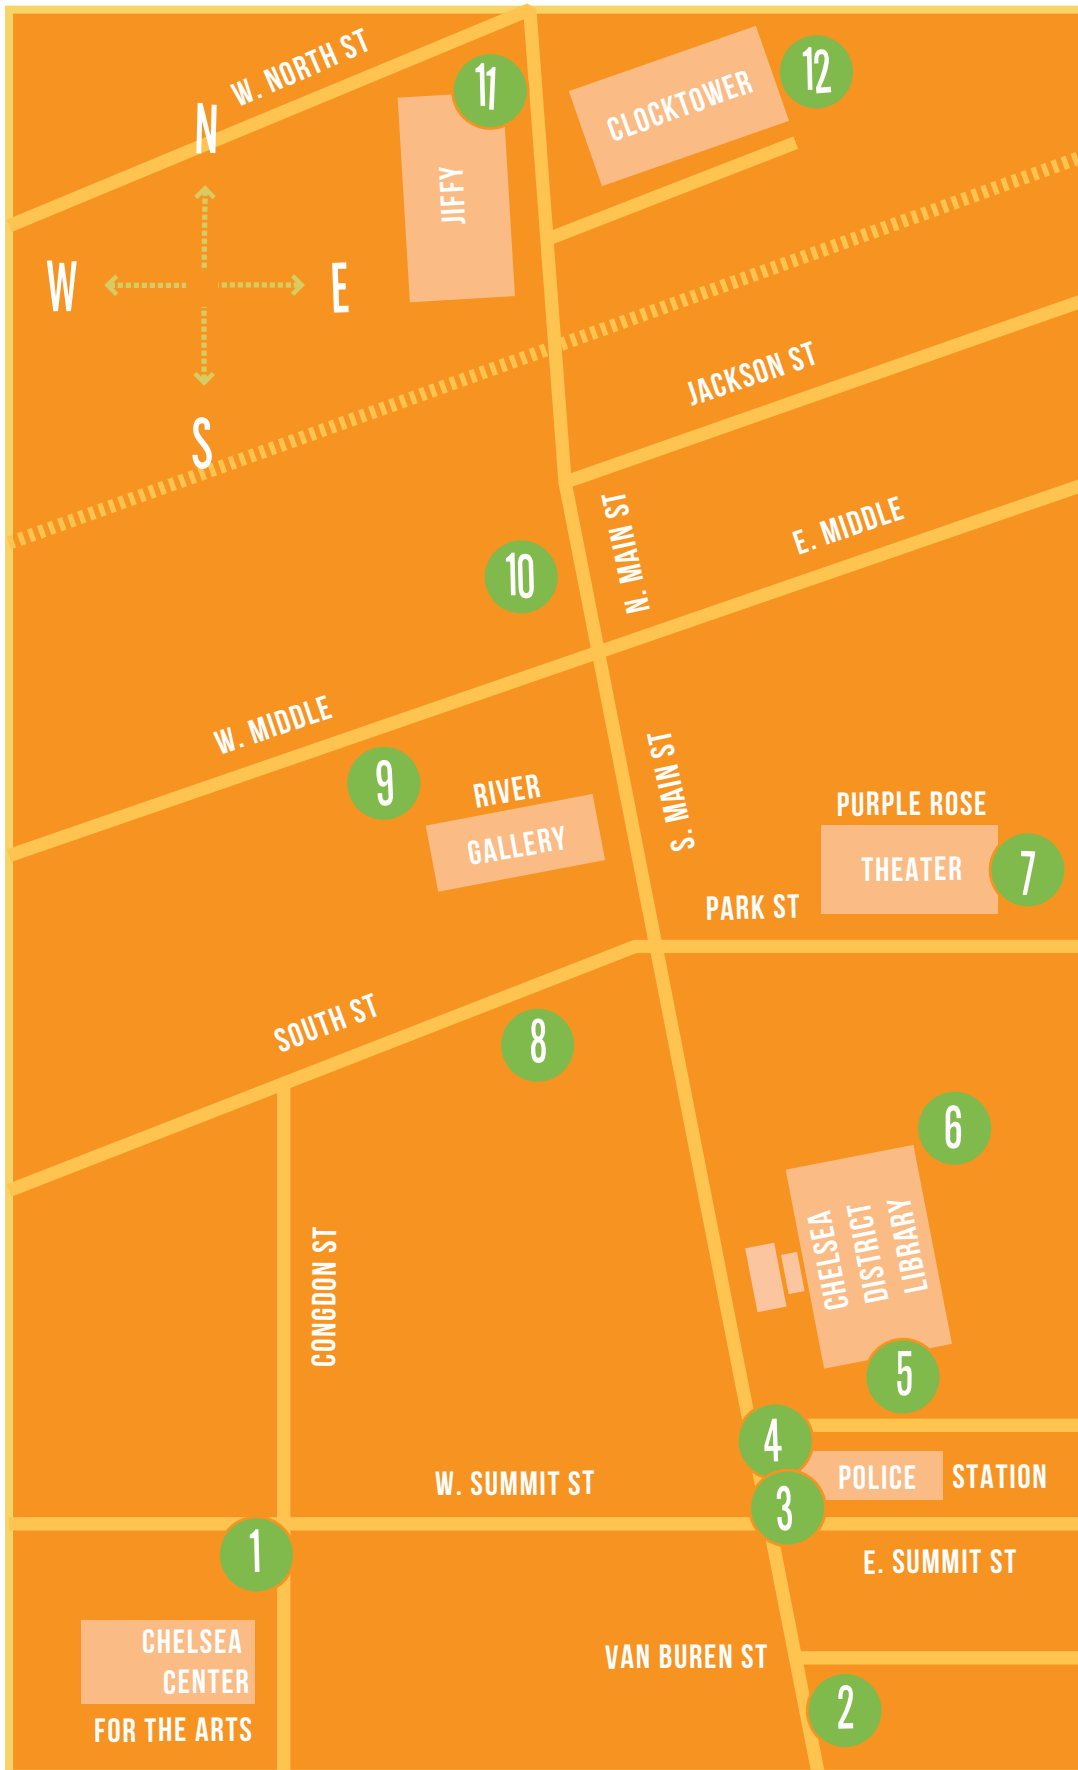 W. NORTH ST
11
12
CLOCKTOWER
N
JIFFY
W
E
S
JACKSON ST
N. MAIN ST
E. MIDDLE
10
W. MIDDLE
9
RIVER
GALLERY
S. MAIN ST
PURPLE ROSE
THEATER
7
PARK ST
SOUTH ST
8
6
CHELSEA
DISTRICT
LIBRARY
CONGDON ST
5
4
POLICE STATION
W. SUMMIT ST
3
1
E. SUMMIT ST
CHELSEA
CENTER
FOR THE ARTS
VAN BUREN ST
2